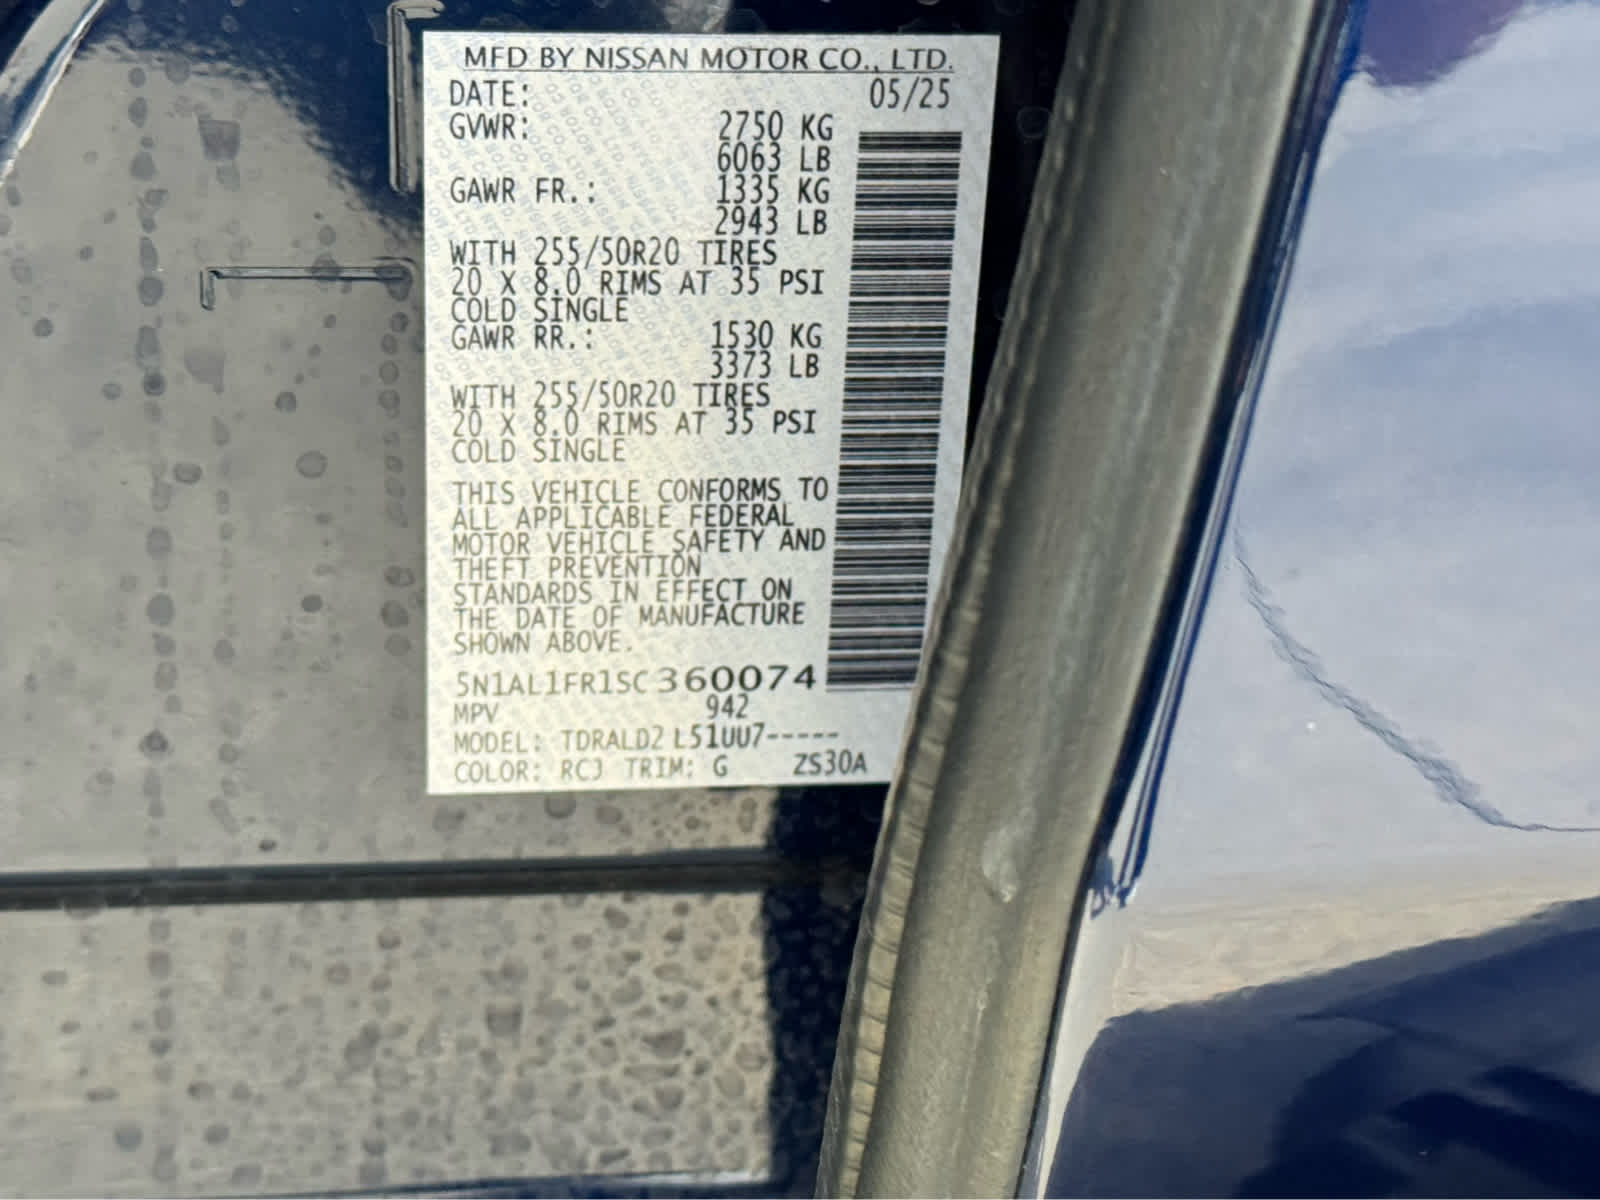 MFD BY NISSAN MOTOR CO., LTD.
DATE: 05/25
GVWR: 2750 KG
6063 LB
GAWR FR.: 1335 KG
2943 LB
WITH 255/50R20 TIRES
20 X 8.0 RIMS AT 35 PSI
COLD SINGLE
GAWR RR.: 1530 KG
3373 LB
WITH 255/50R20 TIRES
20 X 8.0 RIMS AT 35 PSI
COLD SINGLE
THIS VEHICLE CONFORMS TO
ALL APPLICABLE FEDERAL
MOTOR VEHICLE SAFETY AND
THEFT PREVENTION
STANDARDS IN EFFECT ON
THE DATE OF MANUFACTURE
SHOWN ABOVE.
5N1AL1FR1SC360074
MPV 942
MODEL: TDRALD2 L51UU7-----
COLOR: RCJ TRIM: G ZS30A